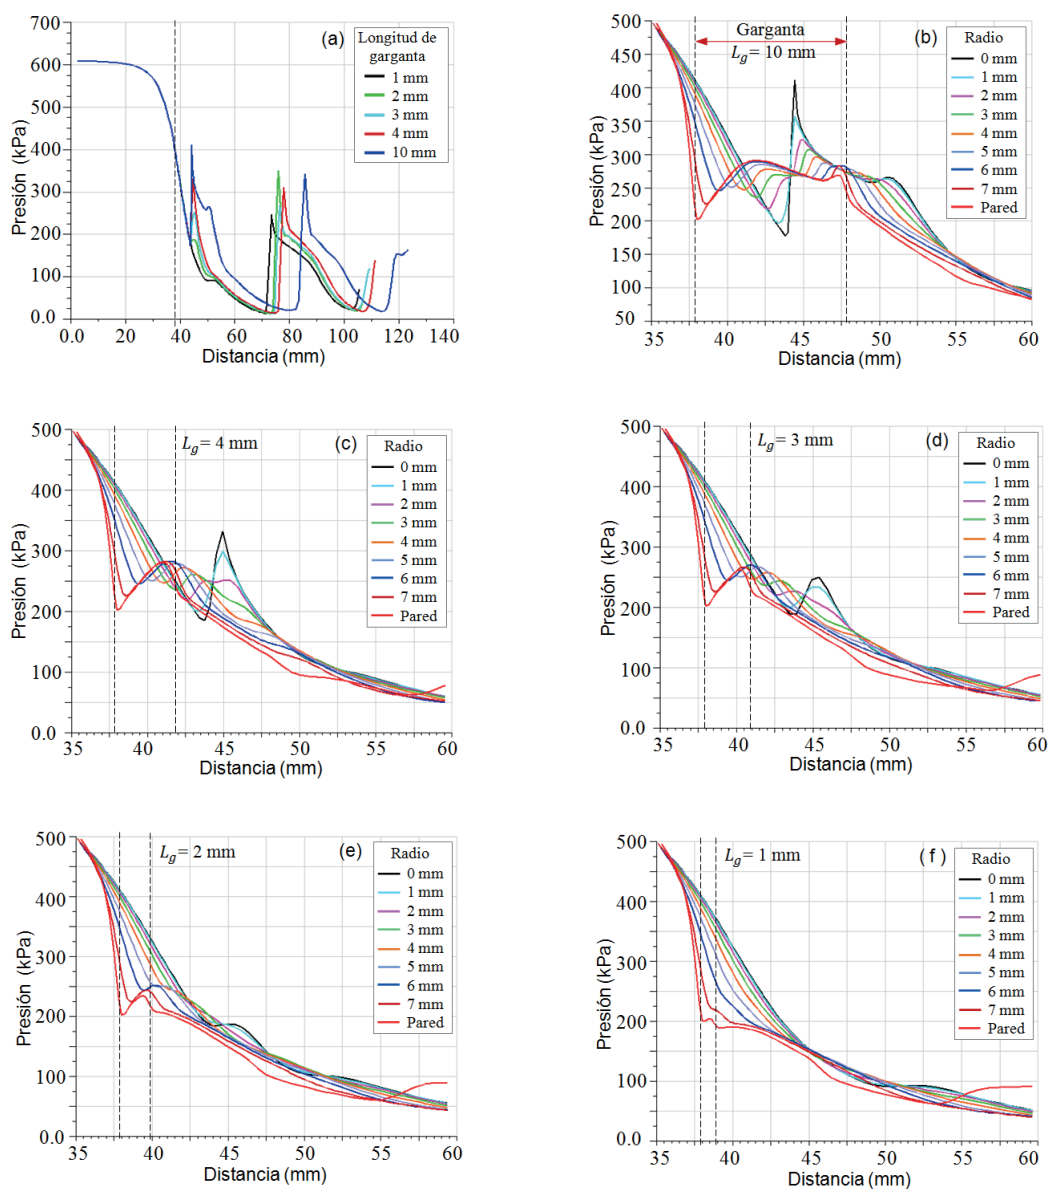 (a)
Longitud de
garganta
1 mm
2 mm
3 mm
4 mm
10 mm
Presión (kPa)
700
600
500
400
300
200
100
0.0
0 20 40 60 80 100 120 140
Distancia (mm)
(b)
Garganta
Lg= 10 mm
Radio
0 mm
1 mm
2 mm
3 mm
4 mm
5 mm
6 mm
7 mm
Pared
Presión (kPa)
500
450
400
350
300
250
200
150
100
50
35 40 45 50 55 60
Distancia (mm)
(c)
Lg= 4 mm
Radio
0 mm
1 mm
2 mm
3 mm
4 mm
5 mm
6 mm
7 mm
Pared
Presión (kPa)
500
400
300
200
100
0.0
35 40 45 50 55 60
Distancia (mm)
(d)
Lg= 3 mm
Radio
0 mm
1 mm
2 mm
3 mm
4 mm
5 mm
6 mm
7 mm
Pared
Presión (kPa)
500
400
300
200
100
0.0
35 40 45 50 55 60
Distancia (mm)
(e)
Lg= 2 mm
Radio
0 mm
1 mm
2 mm
3 mm
4 mm
5 mm
6 mm
7 mm
Pared
Presión (kPa)
500
400
300
200
100
0.0
35 40 45 50 55 60
Distancia (mm)
( f )
Lg= 1 mm
Radio
0 mm
1 mm
2 mm
3 mm
4 mm
5 mm
6 mm
7 mm
Pared
Presión (kPa)
500
400
300
200
100
0.0
35 40 45 50 55 60
Distancia (mm)